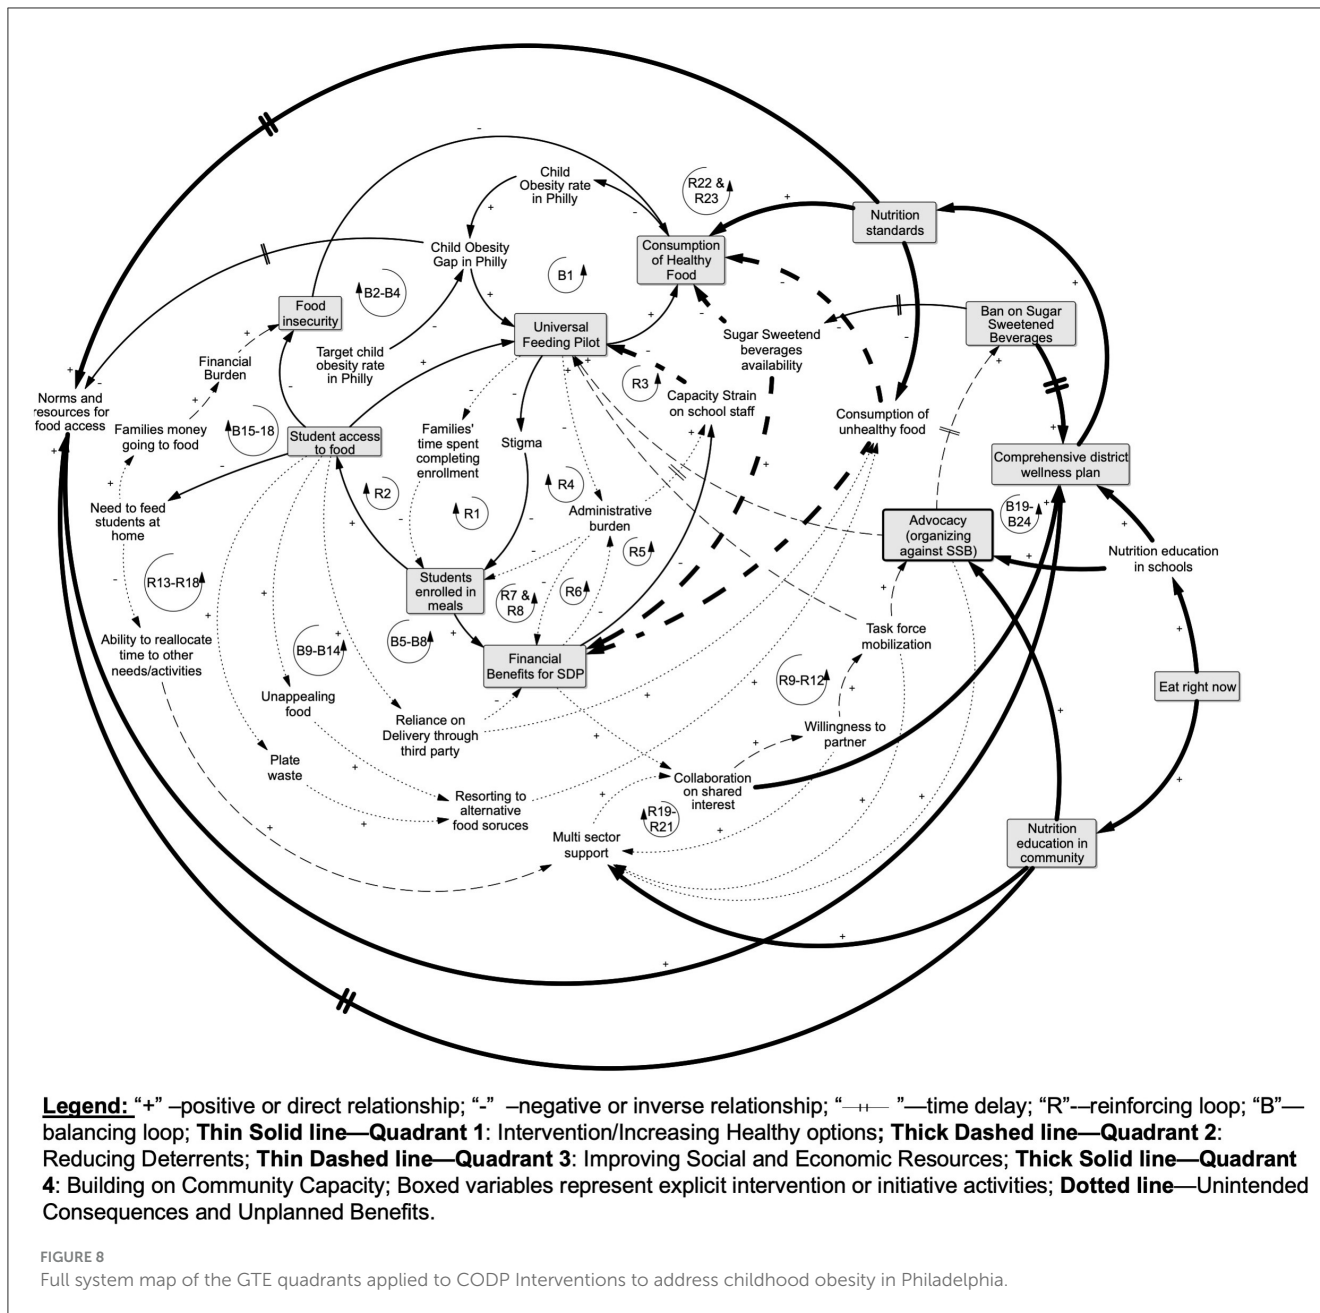 Child
Obesity rate
in Philly
R22 &
R23
Nutrition
standards
Child Obesity
Gap in Philly
Consumption
of Healthy
Food
B1
B2-B4
Food
insecurity
Universal
Feeding Pilot
Ban on Sugar
Sweetened
Beverages
Sugar Sweetend
beverages
availability
Target child
obesity rate
in Philly
Financial
Burden
R3
Capacity Strain
on school staff
Norms and
resources for
food access
Families money
going to food
B15-18
Student access
to food
Families'
time spent
completing
enrollment
Stigma
Consumption of
unhealthy food
Comprehensive district
wellness plan
Need to feed
students at
home
R2
R1
R4
Administrative
burden
B19-
B24
Advocacy
(organizing
against SSB)
Nutrition education
in schools
R5
R13-R18
Students
enrolled in
meals
R7 &
R8
R6
Ability to reallocate
time to other
needs/activities
B9-B14
B5-B8
Financial
Benefits for SDP
Task force
mobilization
R9-R12
Eat right now
Unappealing
food
Reliance on
Delivery through
third party
Willingness to
partner
Plate
waste
Collaboration
on shared
interest
Resorting to
alternative
food soruces
R19-
R21
Multi sector
support
Nutrition
education in
community
Legend: “+” –positive or direct relationship; “-” –negative or inverse relationship; “—++— ”—time delay; “R”-–reinforcing loop; “B”—
balancing loop; Thin Solid line—Quadrant 1: Intervention/Increasing Healthy options; Thick Dashed line—Quadrant 2:
Reducing Deterrents; Thin Dashed line—Quadrant 3: Improving Social and Economic Resources; Thick Solid line—Quadrant
4: Building on Community Capacity; Boxed variables represent explicit intervention or initiative activities; Dotted line—Unintended
Consequences and Unplanned Benefits.
FIGURE 8
Full system map of the GTE quadrants applied to CODP Interventions to address childhood obesity in Philadelphia.